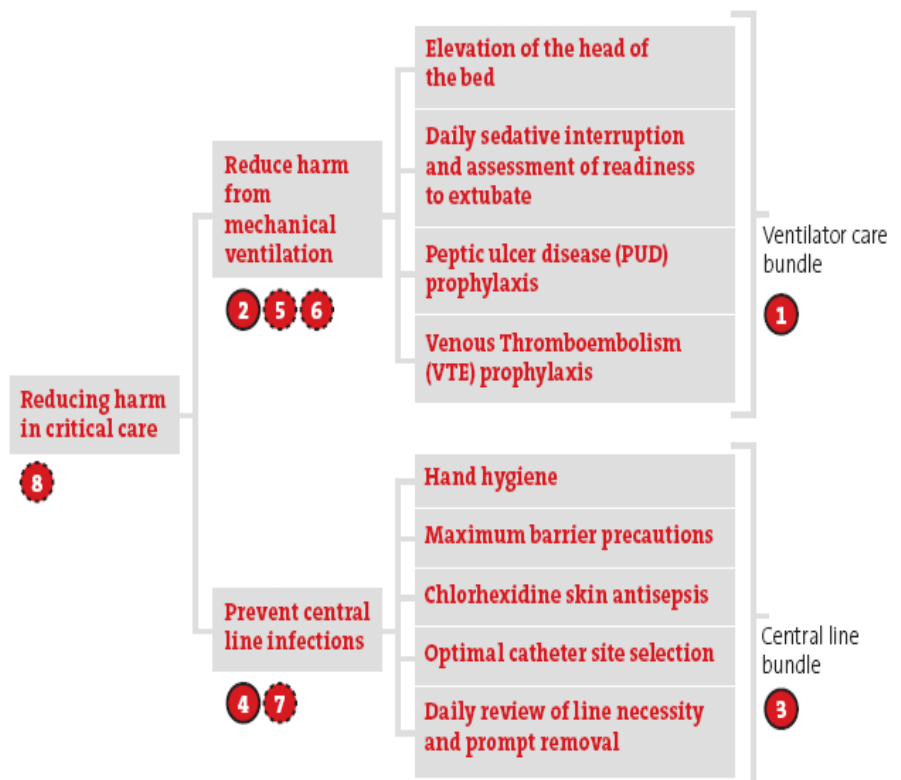 Reducing harm
in critical care
8
Reduce harm
from
mechanical
ventilation
2 5 6
Elevation of the head of
the bed
Daily sedative interruption
and assessment of readiness
to extubate
Peptic ulcer disease (PUD)
prophylaxis
Venous Thromboembolism
(VTE) prophylaxis
Ventilator care
bundle
1
Prevent central
line infections
4 7
Hand hygiene
Maximum barrier precautions
Chlorhexidine skin antisepsis
Optimal catheter site selection
Daily review of line necessity
and prompt removal
Central line
bundle
3